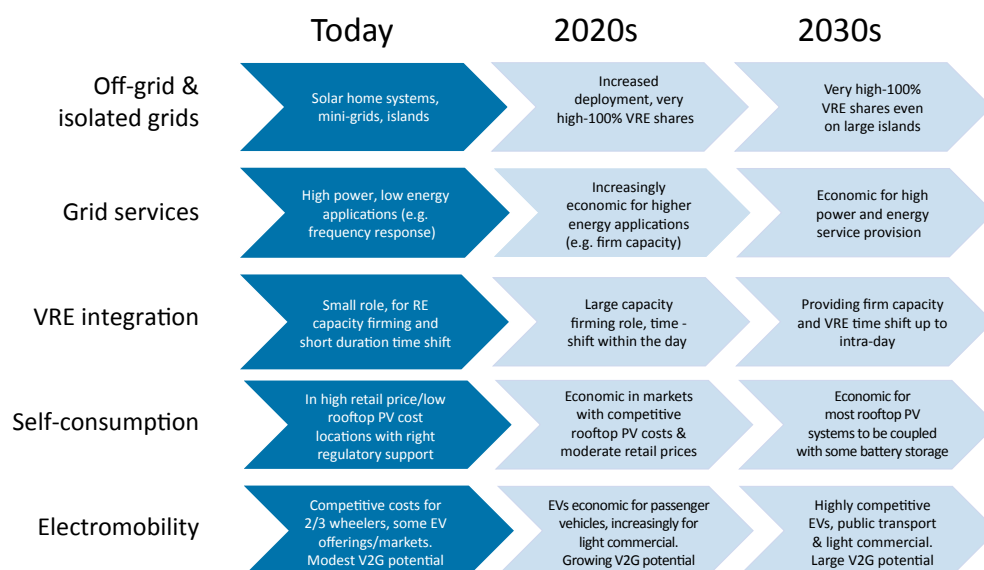 Today
2020s
2030s
Off-grid &
isolated grids
Solar home systems,
mini-grids, islands
Increased
deployment, very
high-100% VRE shares
Very high-100%
VRE shares even
on large islands
Grid services
High power, low energy
applications (e.g.
frequency response)
Increasingly
economic for higher
energy applications
(e.g. firm capacity)
Economic for high
power and energy
service provision
VRE integration
Small role, for RE
capacity firming and
short duration time shift
Large capacity
firming role, time -
shift within the day
Providing firm capacity
and VRE time shift up to
intra-day
Self-consumption
In high retail price/low
rooftop PV cost
locations with right
regulatory support
Economic in markets
with competitive
rooftop PV costs &
moderate retail prices
Economic for
most rooftop PV
systems to be coupled
with some battery storage
Electromobility
Competitive costs for
2/3 wheelers, some EV
offerings/markets.
Modest V2G potential
EVs economic for passenger
vehicles, increasingly for
light commercial.
Growing V2G potential
Highly competitive
EVs, public transport
& light commercial.
Large V2G potential